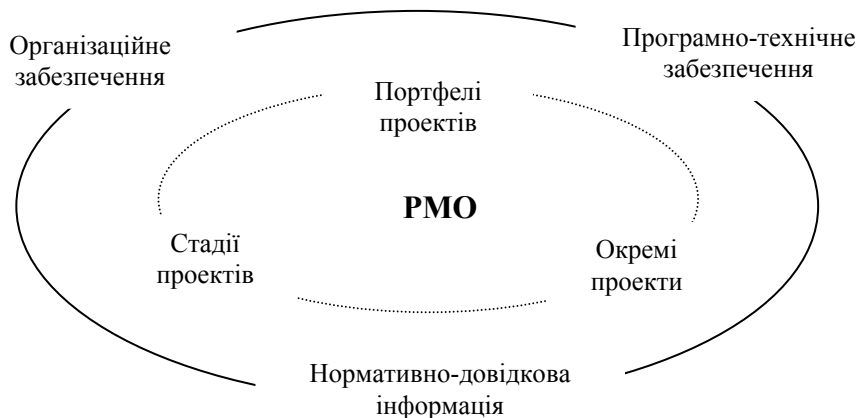 Організаційне
забезпечення
Програмно-технічне
забезпечення
Портфелі
проектів
РМО
Стадії
проектів
Окремі
проекти
Нормативно-довідкова
інформація